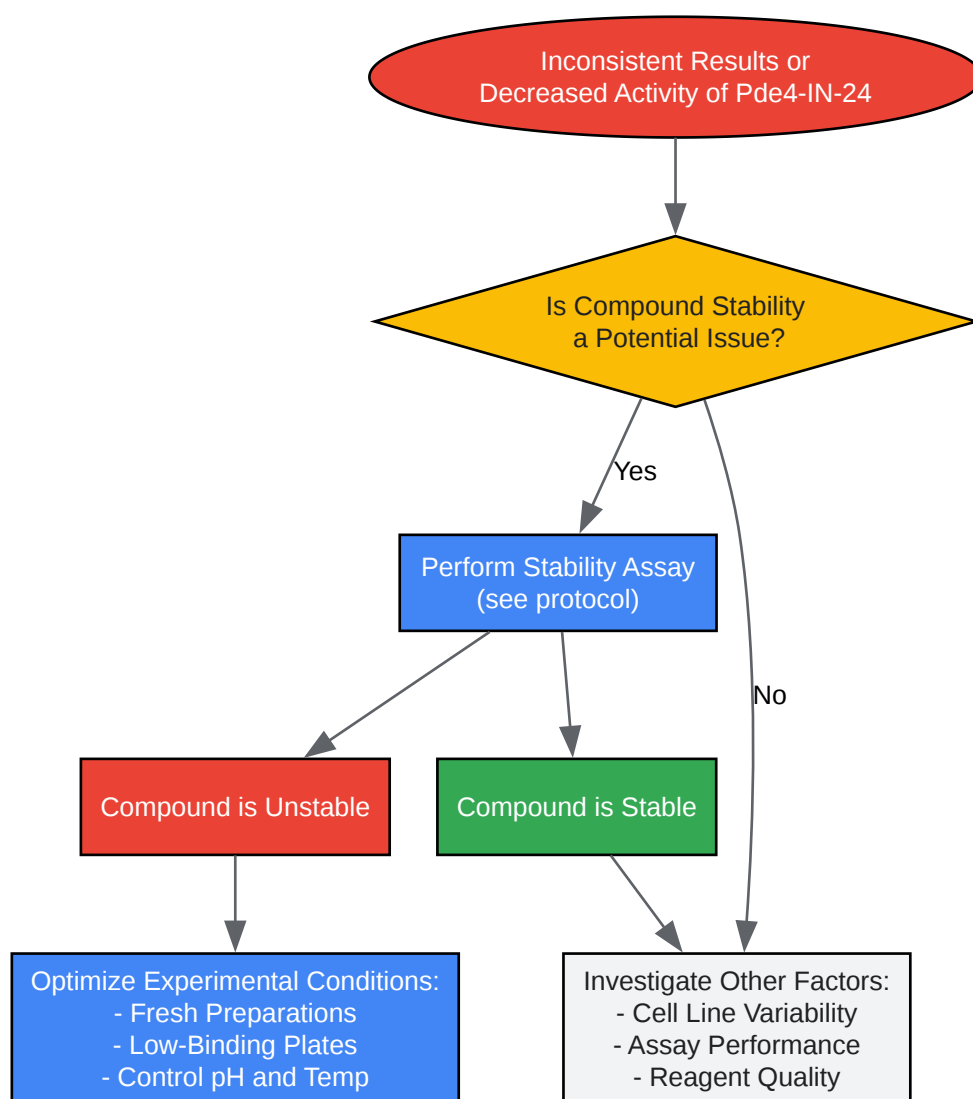 Inconsistent Results or
Decreased Activity of Pde4-IN-24
Is Compound Stability
a Potential Issue?
Yes
Perform Stability Assay
(see protocol)
No
Compound is Unstable
Compound is Stable
Optimize Experimental Conditions:
- Fresh Preparations
- Low-Binding Plates
- Control pH and Temp
Investigate Other Factors:
- Cell Line Variability
- Assay Performance
- Reagent Quality